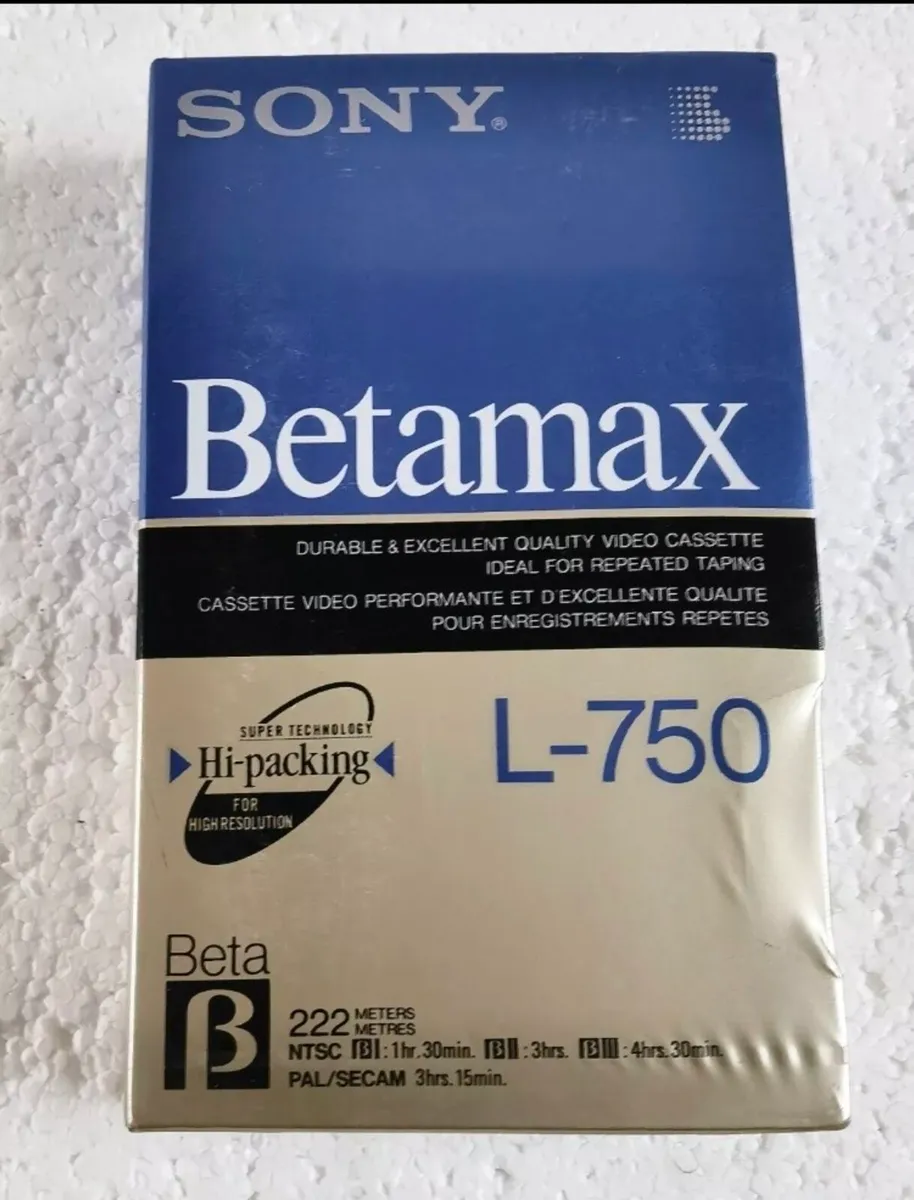 SONY®
Betamax
DURABLE & EXCELLENT QUALITY VIDEO CASSETTE
IDEAL FOR REPEATED TAPING
CASSETTE VIDEO PERFORMANTE ET D'EXCELLENTE QUALITE
POUR ENREGISTREMENTS REPETES
SUPER TECHNOLOGY
Hi-packing
FOR
HIGH RESOLUTION
L-750
Beta
β
222 METERS
METRES
NTSC βI: 1hr.30min. βII: 3hrs. βIII: 4hrs.30min.
PAL/SECAM 3hrs.15min.